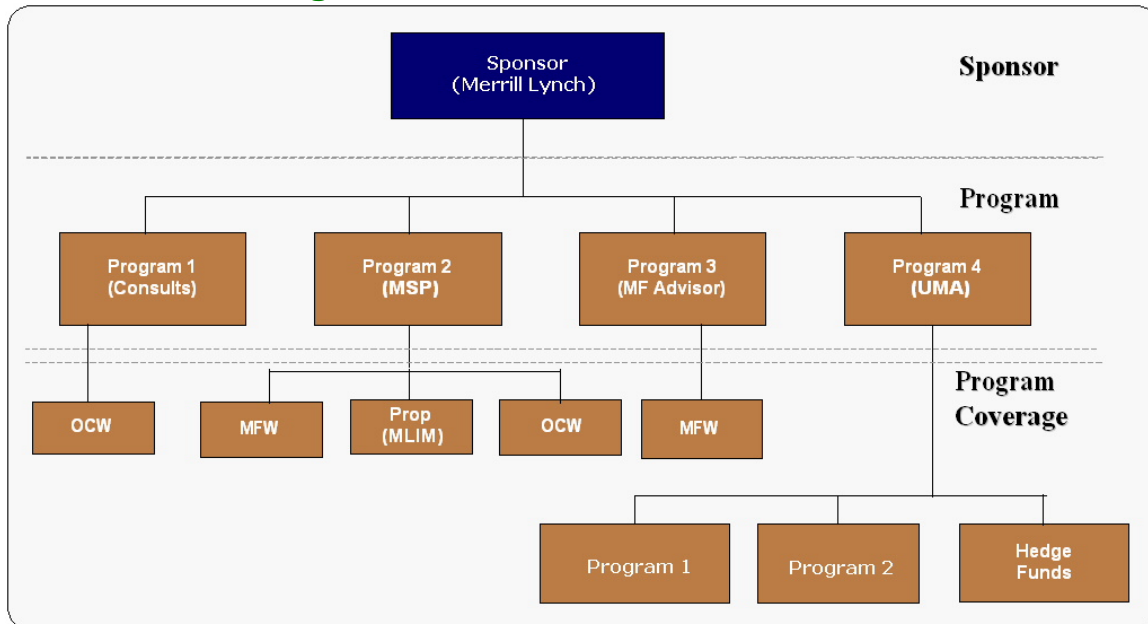 Sponsor
(Merrill Lynch)
Sponsor
Program
Program 1
(Consults)
Program 2
(MSP)
Program 3
(MF Advisor)
Program 4
(UMA)
Program
Coverage
OCW
MFW
Prop
(MLIM)
OCW
MFW
Program 1
Program 2
Hedge
Funds